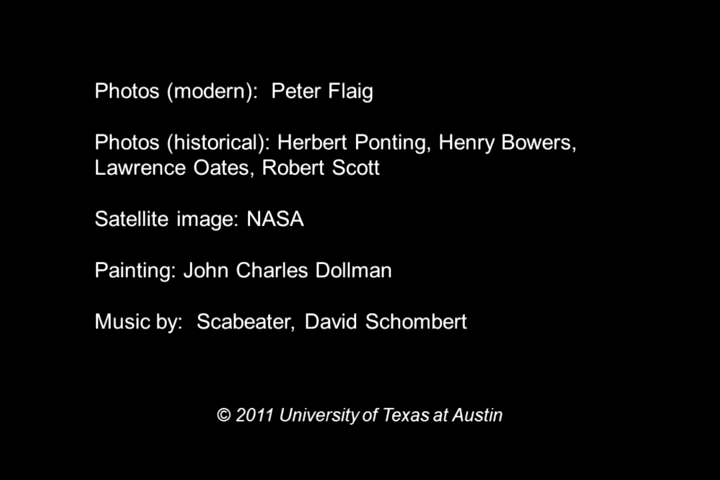 Photos (modern):  Peter Flaig
Photos (historical): Herbert Ponting, Henry Bowers,
Lawrence Oates, Robert Scott
Satellite image: NASA
Painting: John Charles Dollman
Music by:  Scabeater, David Schombert
© 2011 University of Texas at Austin